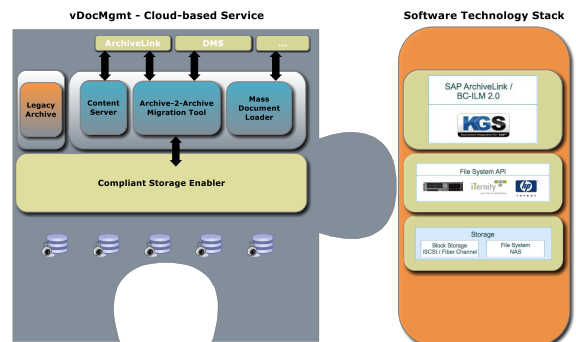 vDocMgmt - Cloud-based Service
Software Technology Stack
ArchiveLink
DMS
...
Legacy
Archive
Content
Server
Archive-2-Archive
Migration Tool
Mass
Document
Loader
Compliant Storage Enabler
SAP ArchiveLink /
BC-ILM 2.0
KGS
File System API
iTernity
hp
invent
Storage
Block Storage
iSCSI / Fiber Channel
File System
NAS